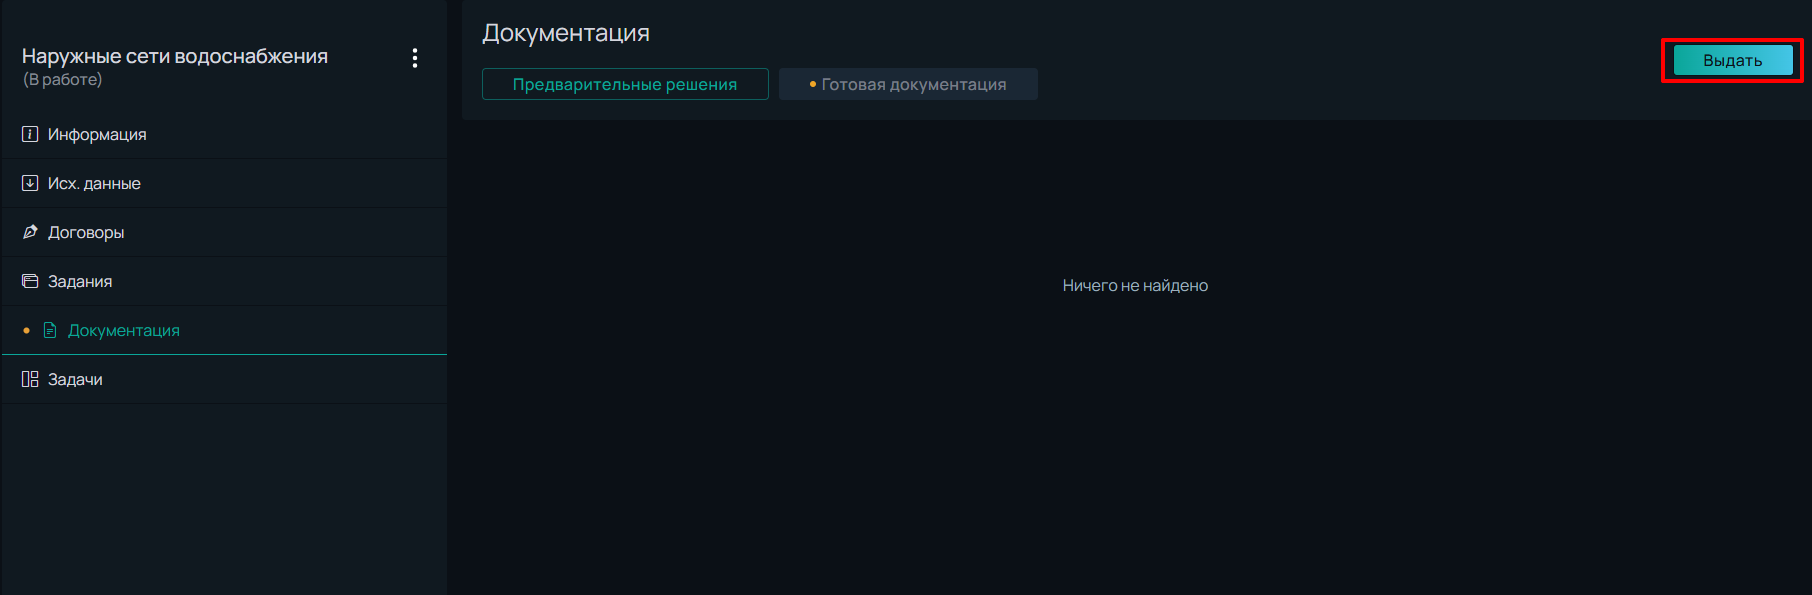 Наружные сети водоснабжения
(В работе)
Информация
Исх. данные
Договоры
Задания
Документация
Задачи
Документация
Предварительные решения
Готовая документация
Выдать
Ничего не найдено